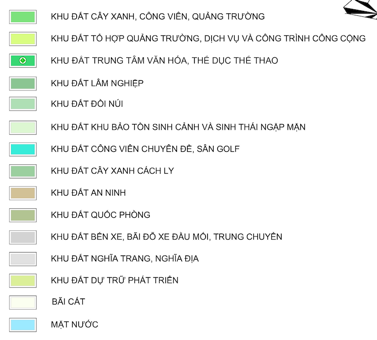 KHU ĐẤT CÂY XANH, CÔNG VIÊN, QUẢNG TRƯỜNG
KHU ĐẤT TỔ HỢP QUẢNG TRƯỜNG, DỊCH VỤ VÀ CÔNG TRÌNH CÔNG CỘNG
KHU ĐẤT TRUNG TÂM VĂN HÓA, THỂ DỤC THỂ THAO
KHU ĐẤT LÂM NGHIỆP
KHU ĐẤT ĐỒI NÚI
KHU ĐẤT KHU BẢO TỒN SINH CẢNH VÀ SINH THÁI NGẬP MẶN
KHU ĐẤT CÔNG VIÊN CHUYÊN ĐỀ, SÂN GOLF
KHU ĐẤT CÂY XANH CÁCH LY
KHU ĐẤT AN NINH
KHU ĐẤT QUỐC PHÒNG
KHU ĐẤT BẾN XE, BÃI ĐỖ XE ĐẦU MỐI, TRUNG CHUYỂN
KHU ĐẤT NGHĨA TRANG, NGHĨA ĐỊA
KHU ĐẤT DỰ TRỮ PHÁT TRIỂN
BÃI CÁT
MẶT NƯỚC